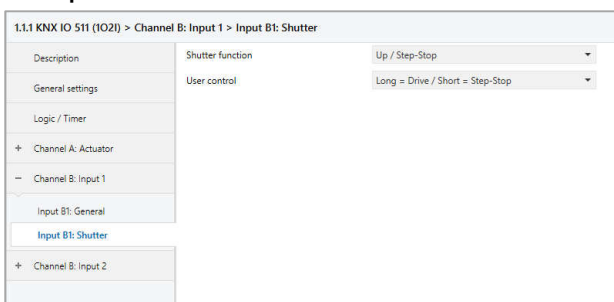 1.1.1 KNX IO 511 (1O2I) > Channel B: Input 1 > Input B1: Shutter
Description
General settings
Logic / Timer
+ Channel A: Actuator
− Channel B: Input 1
Input B1: General
Input B1: Shutter
+ Channel B: Input 2
Shutter function Up / Step-Stop
User control Long = Drive / Short = Step-Stop